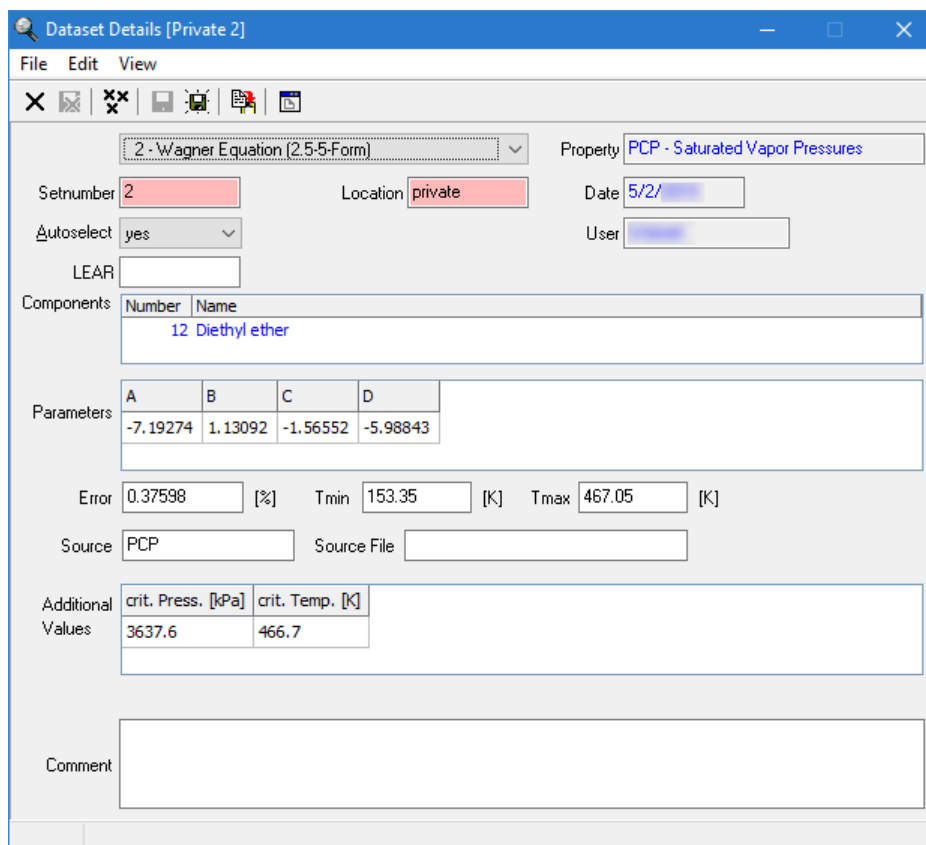 Dataset Details [Private 2]
File Edit View
2 - Wagner Equation (2.5-5-Form) Property PCP - Saturated Vapor Pressures
Setnumber 2 Location private Date 5/2/
Autoselect yes User
LEAR
Components Number Name
12 Diethyl ether
Parameters A B C D
-7.19274 1.13092 -1.56552 -5.98843
Error 0.37598 [%] Tmin 153.35 [K] Tmax 467.05 [K]
Source PCP Source File
Additional Values crit. Press. [kPa] crit. Temp. [K]
3637.6 466.7
Comment